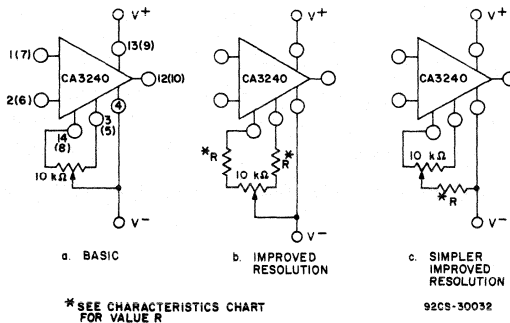 V+
V+
V+
13(9)
1(7)
CA3240
12(10)
CA3240
CA3240
2(6)
4
3
(5)
14
(8)
*R
R*
10 kΩ
10 kΩ
10 kΩ
*R
V-
V-
V-
a. BASIC
b. IMPROVED
RESOLUTION
c. SIMPLER
IMPROVED
RESOLUTION
*SEE CHARACTERISTICS CHART
FOR VALUE R
92CS-30032